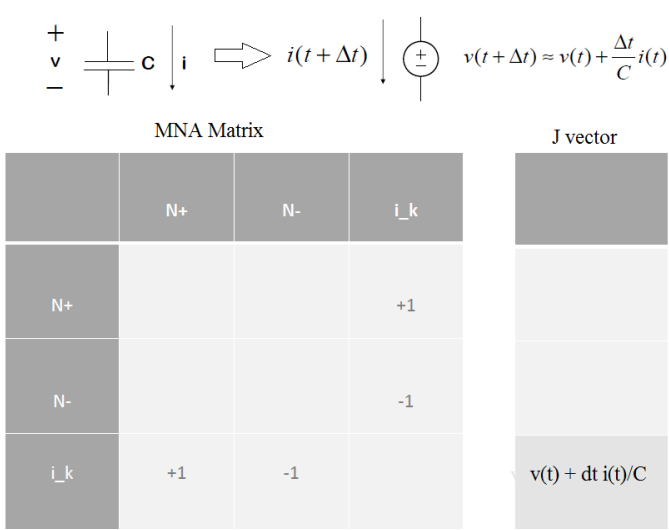 +
v C i i(t + Δt) + v(t + Δt) ≈ v(t) + Δt/C i(t)
−
MNA Matrix
J vector
N+ N- i_k
N+ +1
N- -1
i_k +1 -1 v(t) + dt i(t)/C